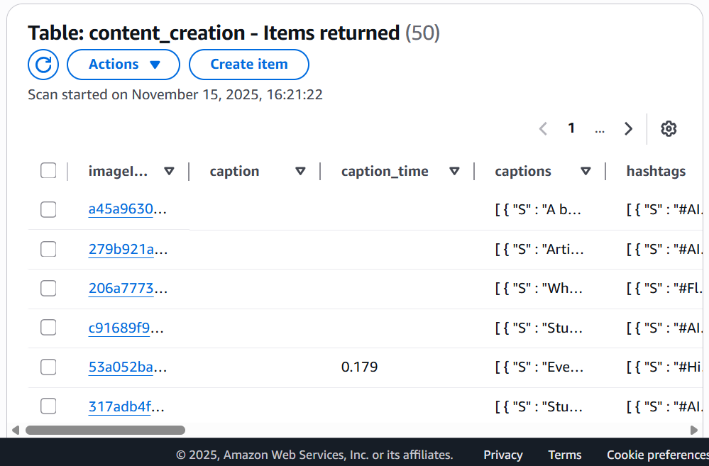 Table: content_creation - Items returned (50)
Actions Create item
Scan started on November 15, 2025, 16:21:22
1 ...
imageI... caption caption_time captions hashtags
a45a9630... [ { "S" : "A b... [ { "S" : "#AI...
279b921a... [ { "S" : "Arti... [ { "S" : "#AI...
206a7773... [ { "S" : "Wh... [ { "S" : "#Fl...
c91689f9... [ { "S" : "Stu... [ { "S" : "#AI...
53a052ba... 0.179 [ { "S" : "Eve... [ { "S" : "#Hi...
317adb4f... [ { "S" : "Stu... [ { "S" : "#AI...
© 2025, Amazon Web Services, Inc. or its affiliates. Privacy Terms Cookie preferences